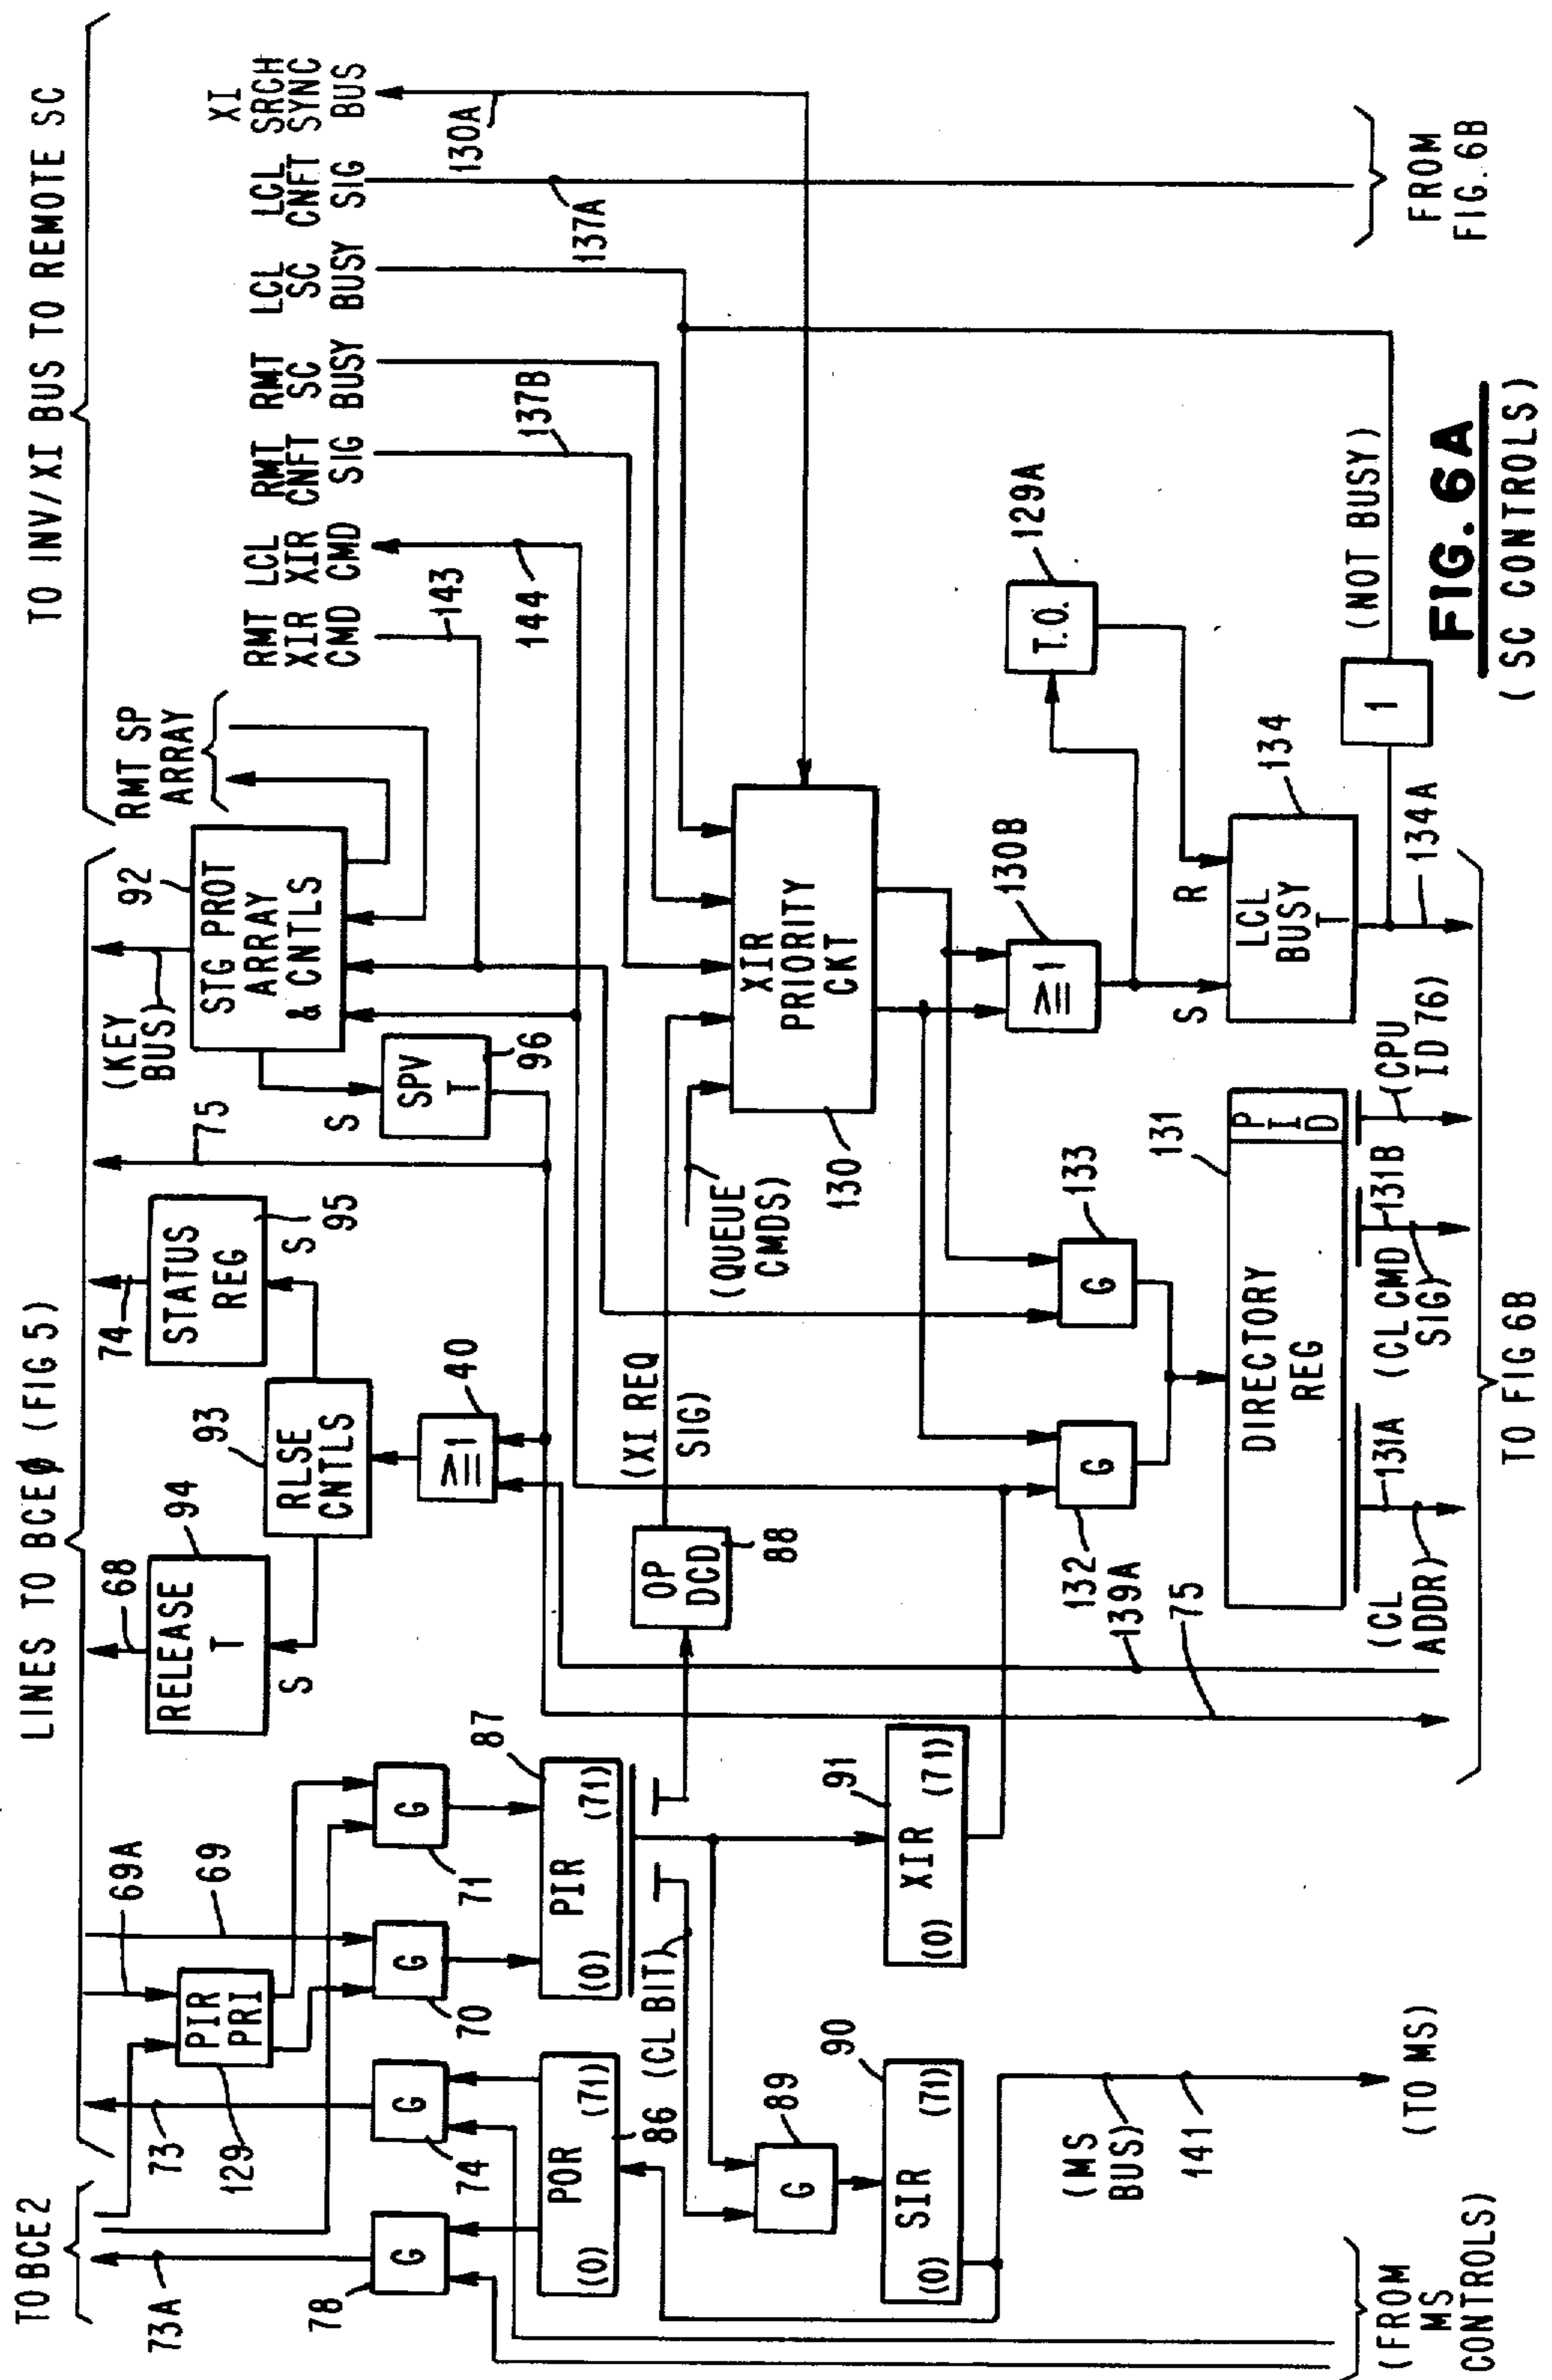 TO BCE2
LINES TO BCEØ (FIG 5)
TO INV/XI BUS TO REMOTE SC
73A
73
129
69A
69
68
74
75
(KEY
BUS)
92
RMT SP
ARRAY
RMT
XIR
CMD
LCL
XIR
CMD
RMT
CNFT
SIG
RMT
SC
BUSY
LCL
SC
BUSY
LCL
CNFT
SIG
XI
SRCH
SYNC
BUS
PIR
PRI
RELEASE
T
S
94
RLSE
CNTLS
93
STATUS
REG
S
95
STG PROT
ARRAY
& CNTLS
SPV
T
S
96
143
144
137B
137A
130A
78
G
74
G
70
G
71
G
≥1
40
POR
(0)
(71)
86
PIR
(0)
(71)
87
(CL BIT)
OP
DCD
88
(XI REQ
SIG)
(QUEUE
CMDS)
XIR
PRIORITY
CKT
130
G
89
SIR
(0)
(71)
90
XIR
(0)
(71)
91
132
G
133
G
≥1
130B
T.O.
129A
139A
75
DIRECTORY
REG
P
I
D
131
LCL
BUSY
T
S
R
134
1
(NOT BUSY)
(MS
BUS)
141
(CL
ADDR)
131A
(CL CMD
SIG)
131B
(CPU
ID 76)
134A
(FROM
MS
CONTROLS)
(TO MS)
TO FIG 6B
FROM
FIG. 6B
FIG. 6A
(SC CONTROLS)